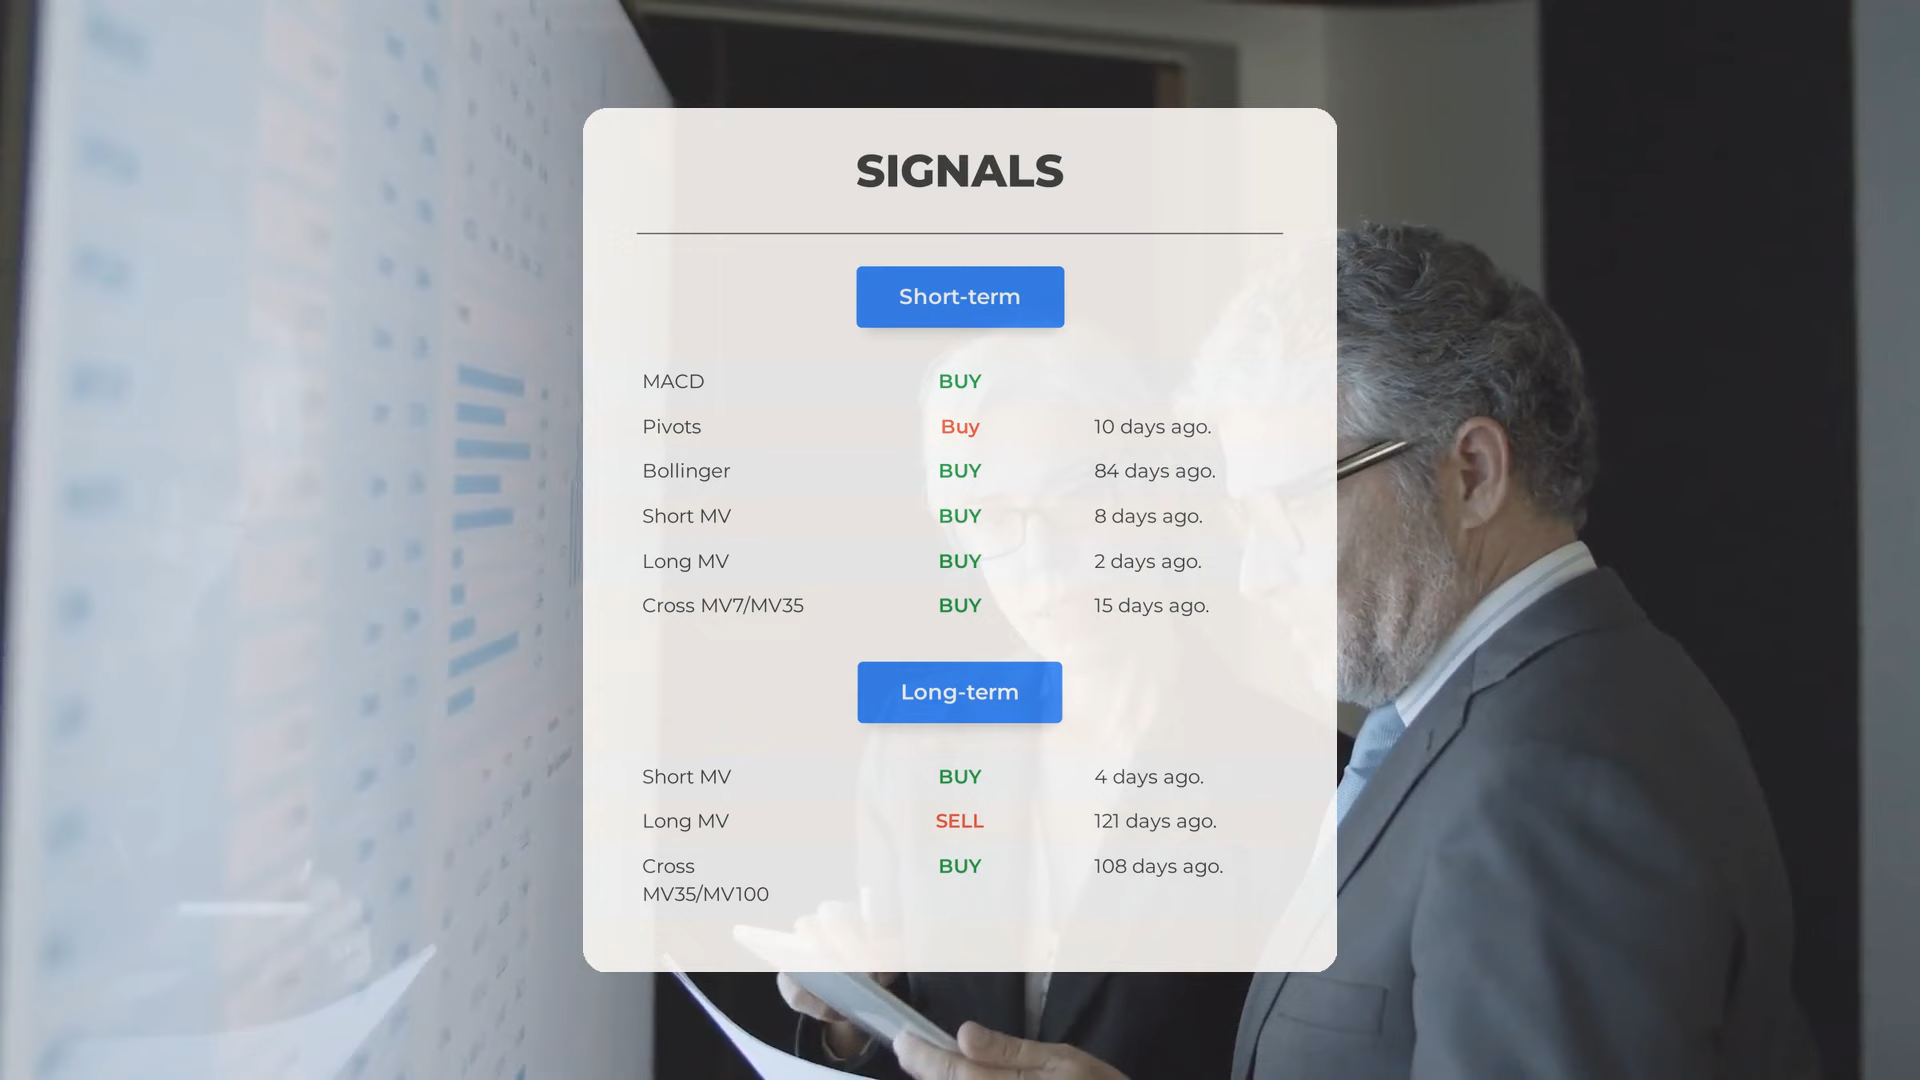 SIGNALS
Short-term
MACD BUY
Pivots Buy 10 days ago.
Bollinger BUY 84 days ago.
Short MV BUY 8 days ago.
Long MV BUY 2 days ago.
Cross MV7/MV35 BUY 15 days ago.
Long-term
Short MV BUY 4 days ago.
Long MV SELL 121 days ago.
Cross BUY 108 days ago.
MV35/MV100